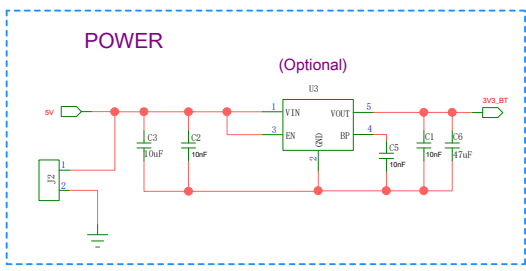 POWER
(Optional)
U3
5V
1 VIN
VOUT 5
3V3_BT
3 EN
BP 4
GND
2
C3
10uF
C2
10nF
C5
10nF
C1
10nF
C6
47uF
J2
1
2